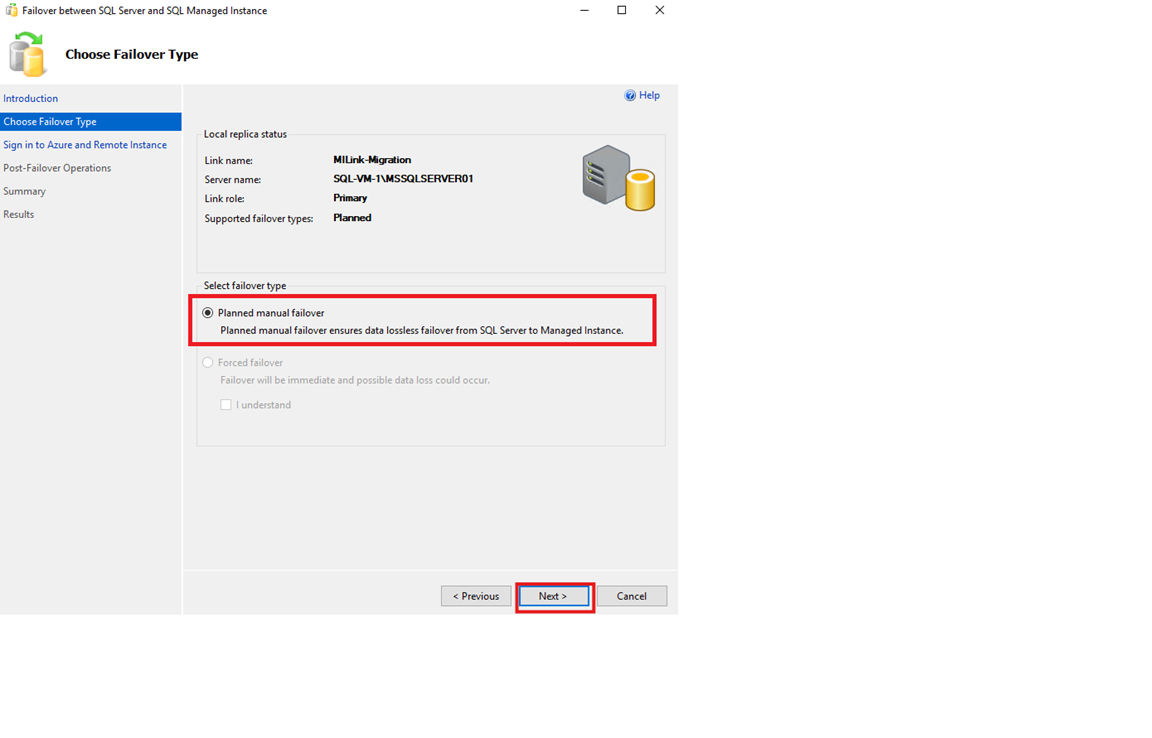 Failover between SQL Server and SQL Managed Instance
Choose Failover Type
Introduction
Choose Failover Type
Sign in to Azure and Remote Instance
Post-Failover Operations
Summary
Results
Help
Local replica status
Link name: MILink-Migration
Server name: SQL-VM-1\MSSQLSERVER01
Link role: Primary
Supported failover types: Planned
Select failover type
Planned manual failover
Planned manual failover ensures data lossless failover from SQL Server to Managed Instance.
Forced failover
Failover will be immediate and possible data loss could occur.
I understand
< Previous Next > Cancel